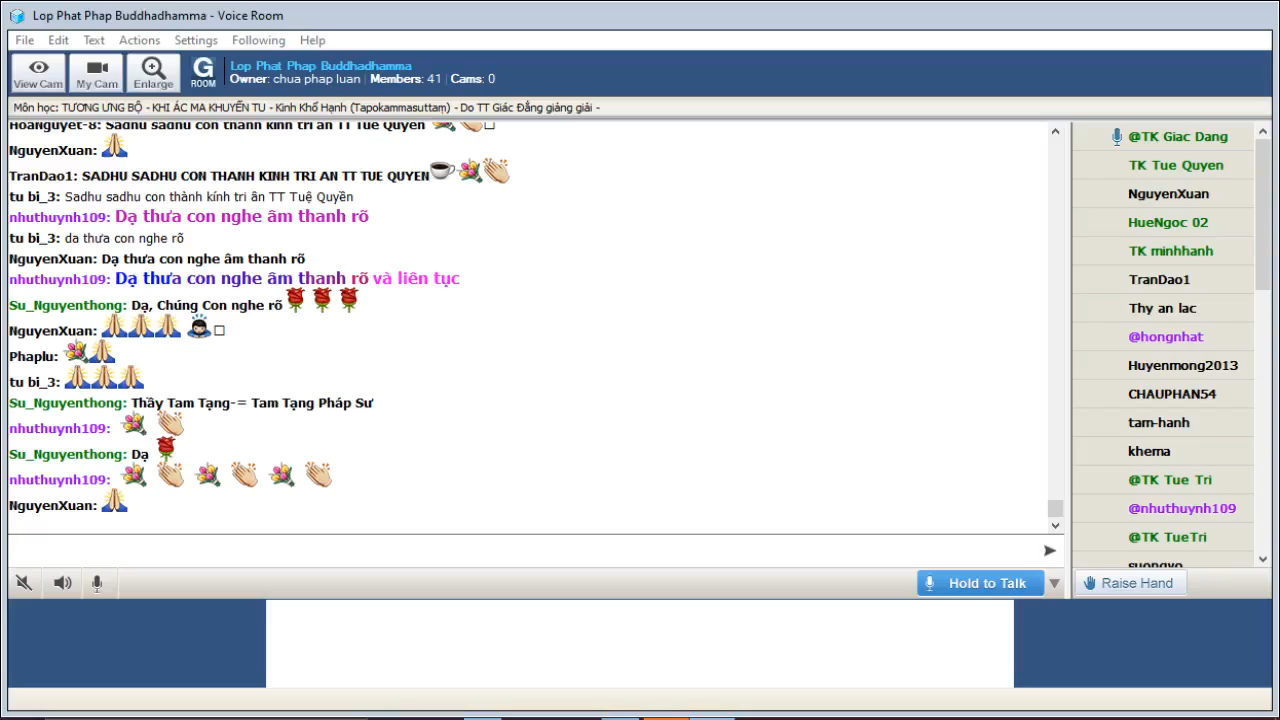 Lop Phat Phap Buddhadhamma - Voice Room
File Edit Text Actions Settings Following Help
View Cam My Cam Enlarge G ROOM
Lop Phat Phap Buddhadhamma
Owner: chua phap luan | Members: 41 | Cams: 0
Môn học: TƯƠNG ƯNG BỘ - KHI ÁC MA KHUYẾN TU - Kinh Khổ Hạnh (Tapokammasuttaṃ) - Do TT Giác Đẳng giảng giải -
HoaNguyet-8: Sadhu sadhu con thành kính tri ân TT Tuệ Quyền
NguyenXuan:
TranDao1: SADHU SADHU CON THANH KINH TRI AN TT TUE QUYEN
tu bi_3: Sadhu sadhu con thành kính tri ân TT Tuệ Quyền
nhuthuynh109: Dạ thưa con nghe âm thanh rõ
tu bi_3: da thưa con nghe rõ
NguyenXuan: Dạ thưa con nghe âm thanh rõ
nhuthuynh109: Dạ thưa con nghe âm thanh rõ và liên tục
Su_Nguyenthong: Dạ, Chúng Con nghe rõ
NguyenXuan:
Phaplu:
tu bi_3:
Su_Nguyenthong: Thầy Tam Tạng-= Tam Tạng Pháp Sư
nhuthuynh109:
Su_Nguyenthong: Dạ
nhuthuynh109:
NguyenXuan:
@TK Giac Dang
TK Tue Quyen
NguyenXuan
HueNgoc 02
TK minhhanh
TranDao1
Thy an lac
@hongnhat
Huyenmong2013
CHAUPHAN54
tam-hanh
khema
@TK Tue Tri
@nhuthuynh109
@TK TueTri
Hold to Talk
Raise Hand